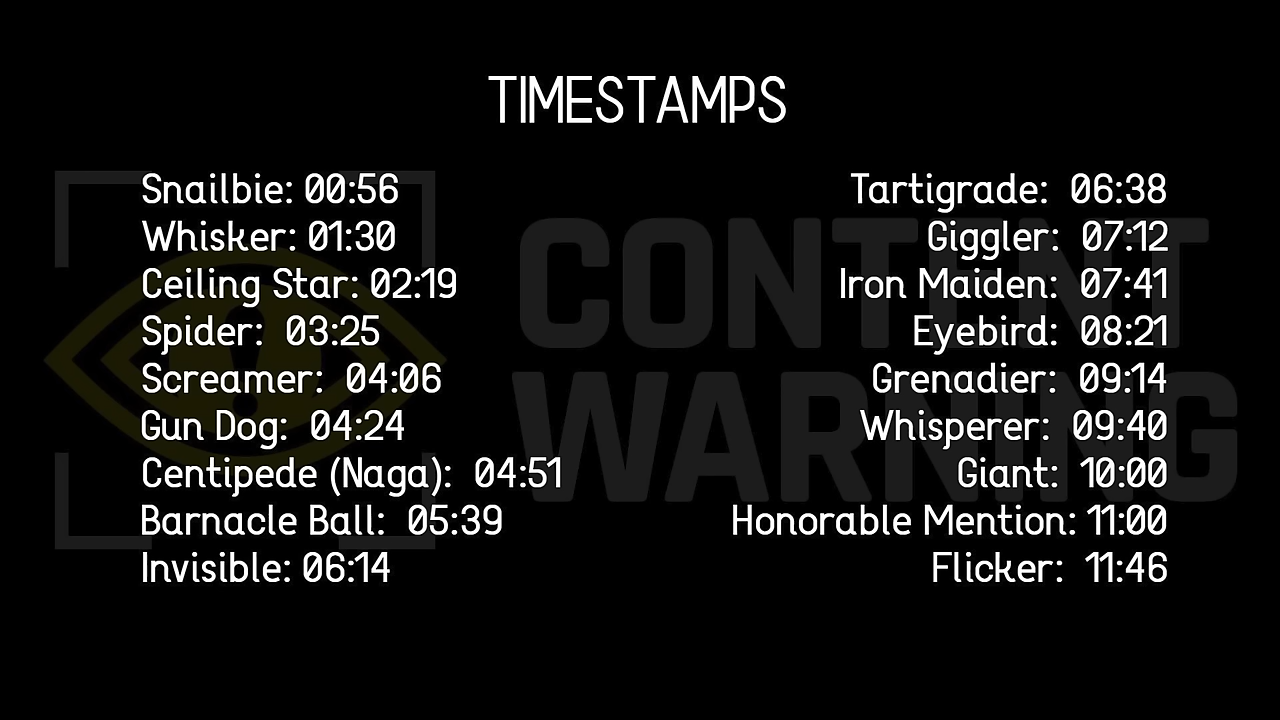 TIMESTAMPS
Snailbie: 00:56
Whisker: 01:30
Ceiling Star: 02:19
Spider: 03:25
Screamer: 04:06
Gun Dog: 04:24
Centipede (Naga): 04:51
Barnacle Ball: 05:39
Invisible: 06:14
Tartigrade: 06:38
Giggler: 07:12
Iron Maiden: 07:41
Eyebird: 08:21
Grenadier: 09:14
Whisperer: 09:40
Giant: 10:00
Honorable Mention: 11:00
Flicker: 11:46
CONTENT
WARNING